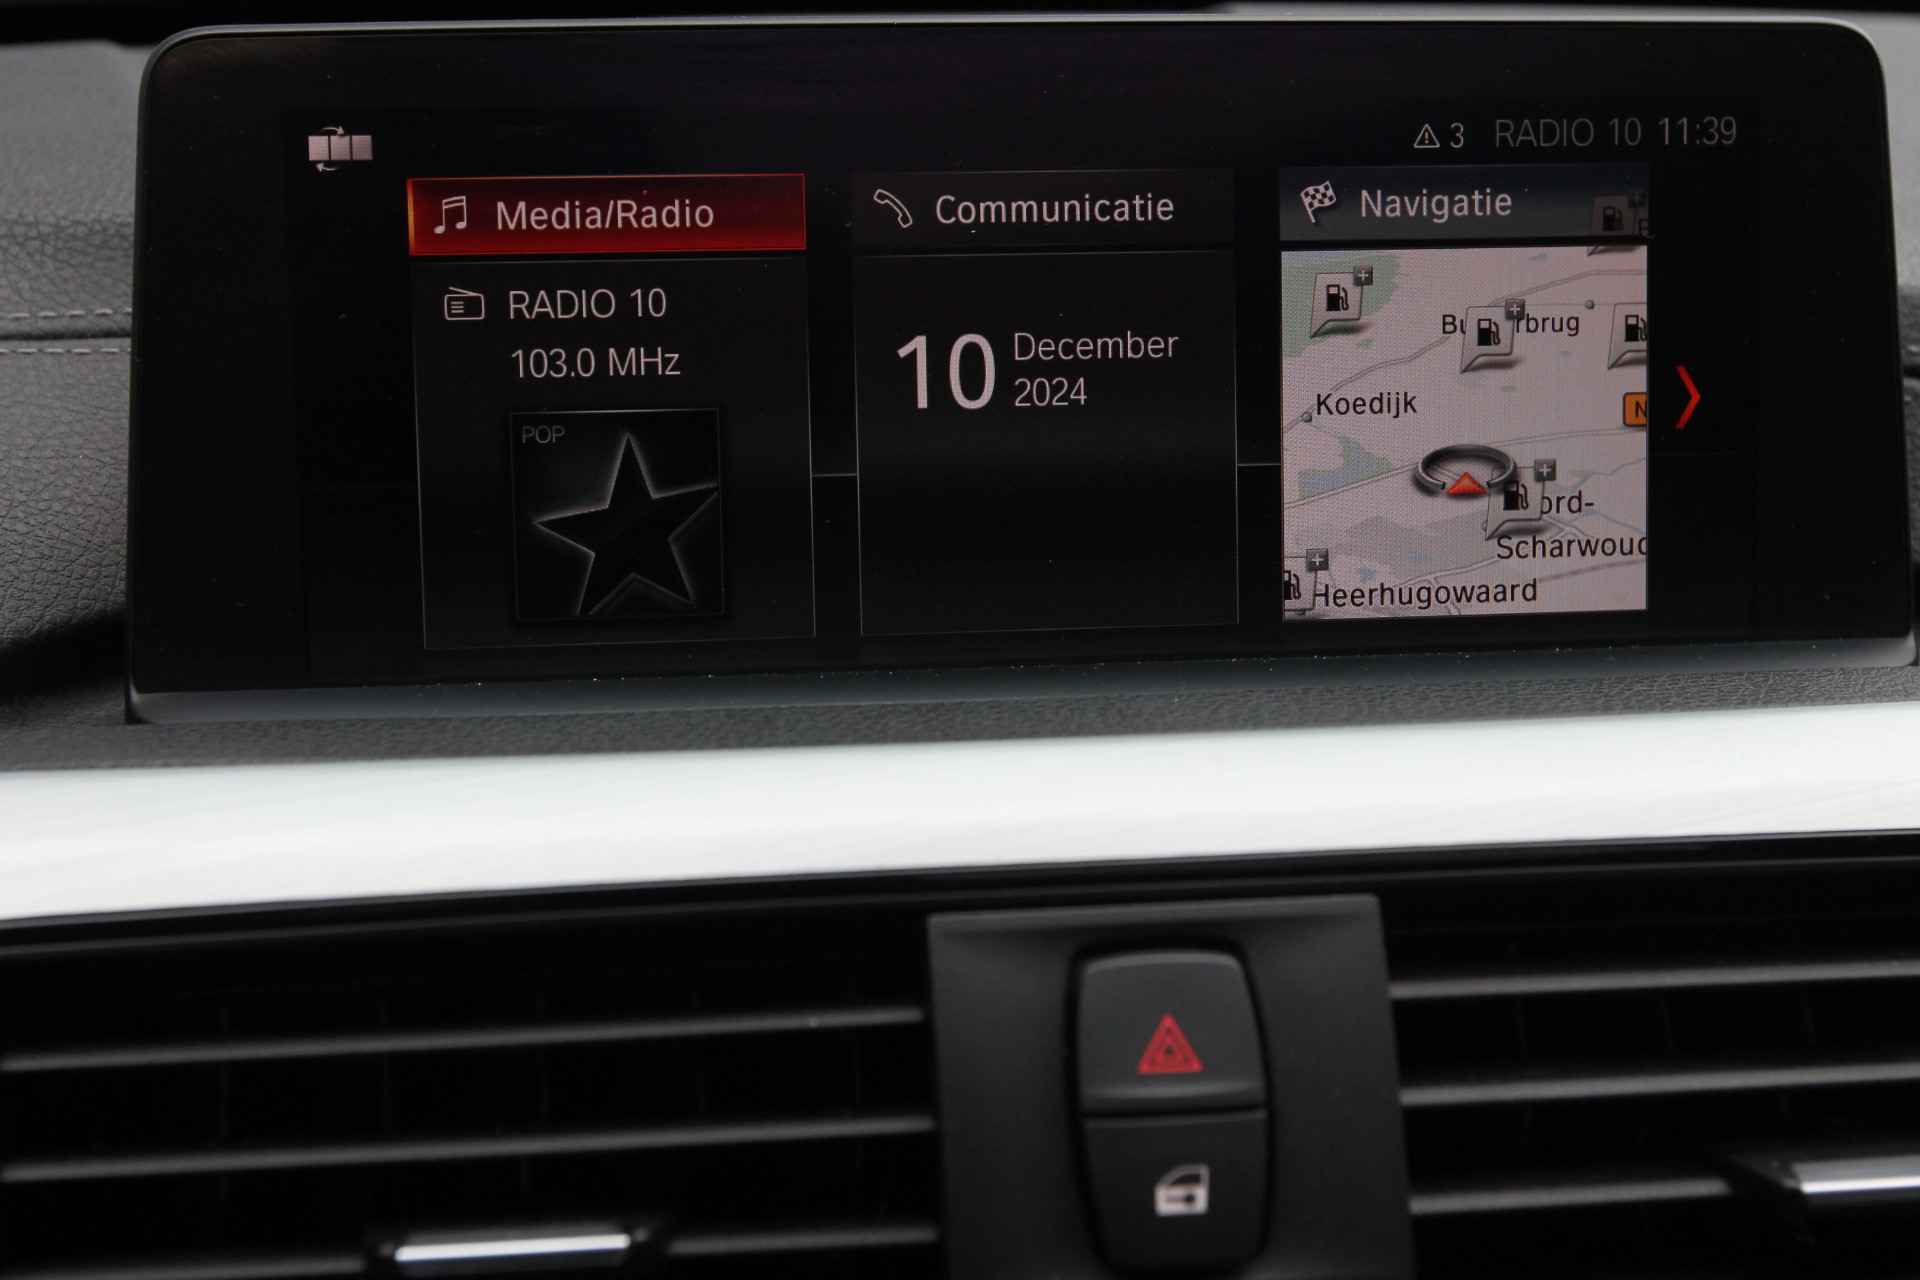 3 RADIO 10 11:39
Media/Radio
RADIO 10
103.0 MHz
POP
Communicatie
10 December
2024
Navigatie
Koedijk
N
Scharwoud
Heerhugowaard